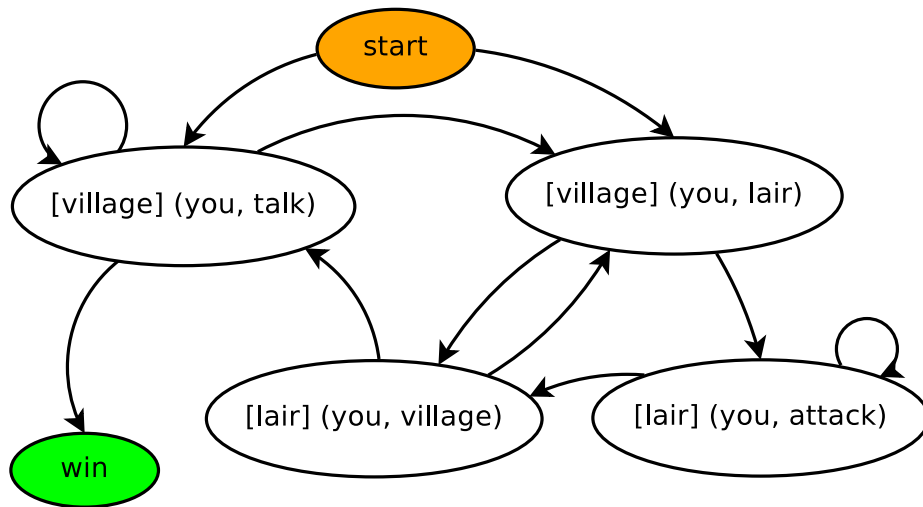 start
[village] (you, talk)
[village] (you, lair)
[lair] (you, village)
[lair] (you, attack)
win